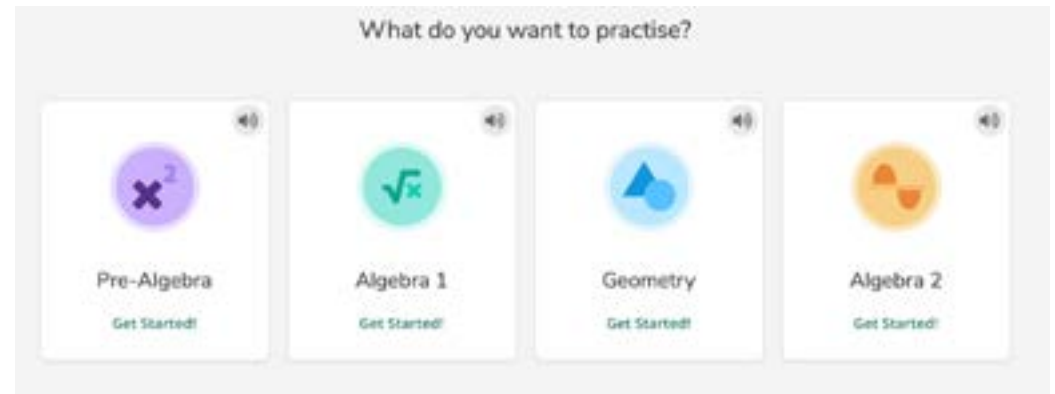 What do you want to practise?
Pre-Algebra
Get Started!
Algebra 1
Get Started!
Geometry
Get Started!
Algebra 2
Get Started!